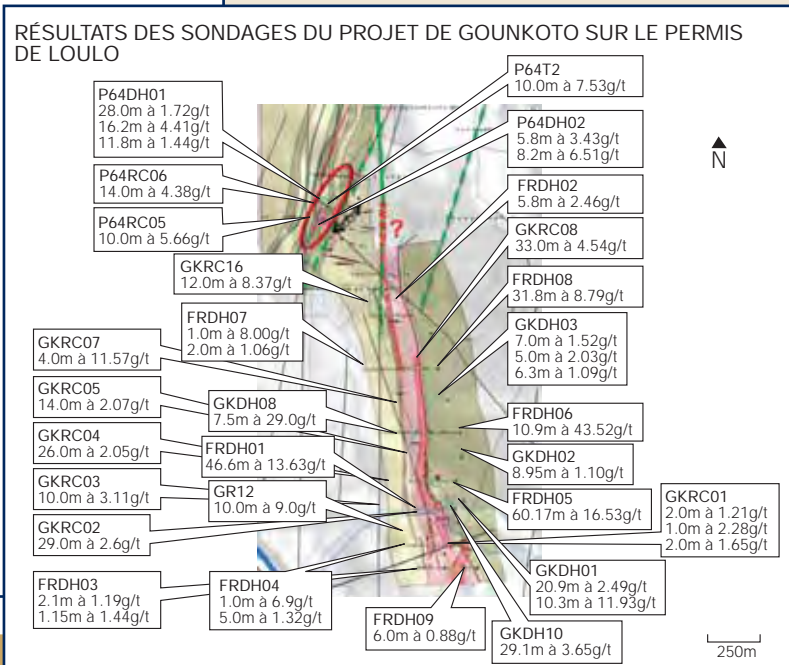 RÉSULTATS DES SONDAGES DU PROJET DE GOUNKOTO SUR LE PERMIS
DE LOULO
P64T2
10.0m à 7.53g/t
P64DH01
28.0m à 1.72g/t
16.2m à 4.41g/t
11.8m à 1.44g/t
P64DH02
5.8m à 3.43g/t
8.2m à 6.51g/t
N
P64RC06
14.0m à 4.38g/t
FRDH02
5.8m à 2.46g/t
P64RC05
10.0m à 5.66g/t
GKRC08
33.0m à 4.54g/t
?
GKRC16
12.0m à 8.37g/t
FRDH08
31.8m à 8.79g/t
FRDH07
1.0m à 8.00g/t
2.0m à 1.06g/t
GKDH03
7.0m à 1.52g/t
5.0m à 2.03g/t
6.3m à 1.09g/t
GKRC07
4.0m à 11.57g/t
GKRC05
14.0m à 2.07g/t
GKDH08
7.5m à 29.0g/t
FRDH06
10.9m à 43.52g/t
GKRC04
26.0m à 2.05g/t
FRDH01
46.6m à 13.63g/t
GKDH02
8.95m à 1.10g/t
GKRC03
10.0m à 3.11g/t
GR12
10.0m à 9.0g/t
FRDH05
60.17m à 16.53g/t
GKRC01
2.0m à 1.21g/t
1.0m à 2.28g/t
2.0m à 1.65g/t
GKRC02
29.0m à 2.6g/t
GKDH01
20.9m à 2.49g/t
10.3m à 11.93g/t
FRDH03
2.1m à 1.19g/t
1.15m à 1.44g/t
FRDH04
1.0m à 6.9g/t
5.0m à 1.32g/t
FRDH09
6.0m à 0.88g/t
GKDH10
29.1m à 3.65g/t
250m